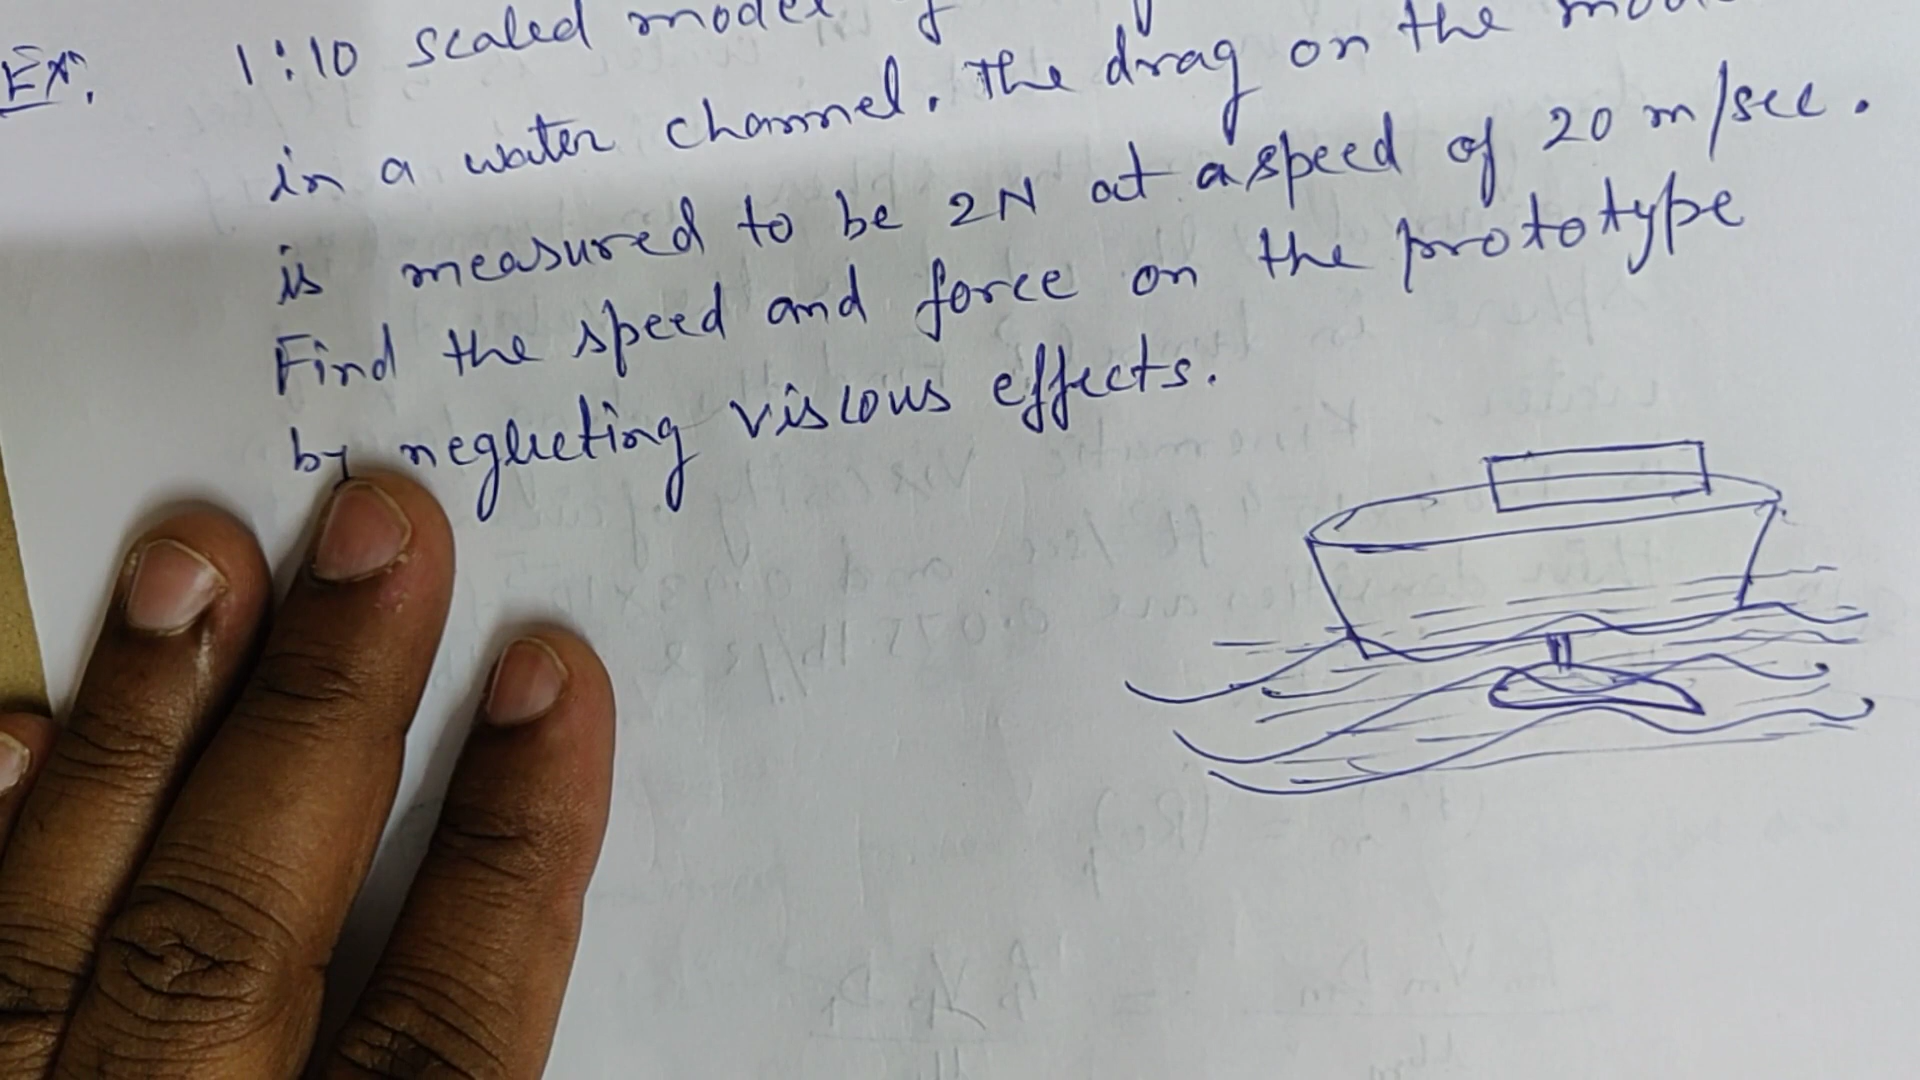 Ex. 1:10 scaled model
in a water channel. The drag on the
is measured to be 2N at a speed of 20 m/sec.
Find the speed and force on the prototype
by neglecting viscous effects.